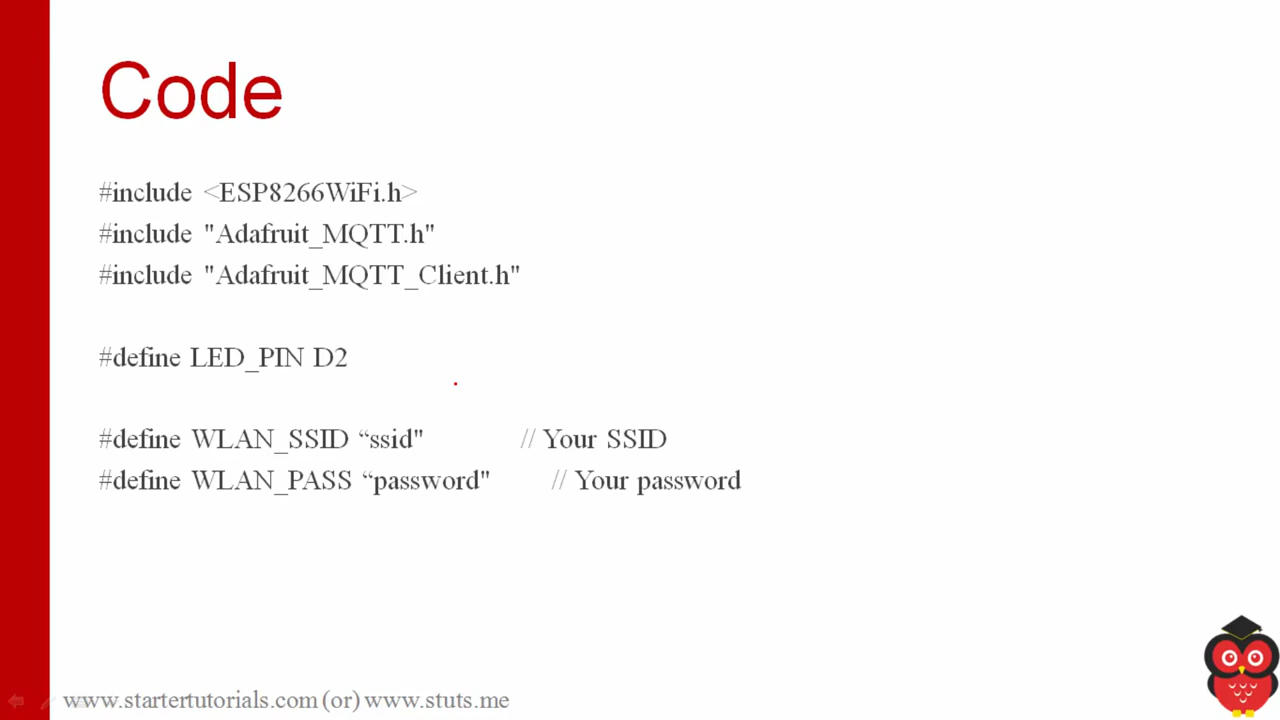 Code
#include <ESP8266WiFi.h>
#include "Adafruit_MQTT.h"
#include "Adafruit_MQTT_Client.h"
#define LED_PIN D2
#define WLAN_SSID “ssid" // Your SSID
#define WLAN_PASS “password" // Your password
www.startertutorials.com (or) www.stuts.me